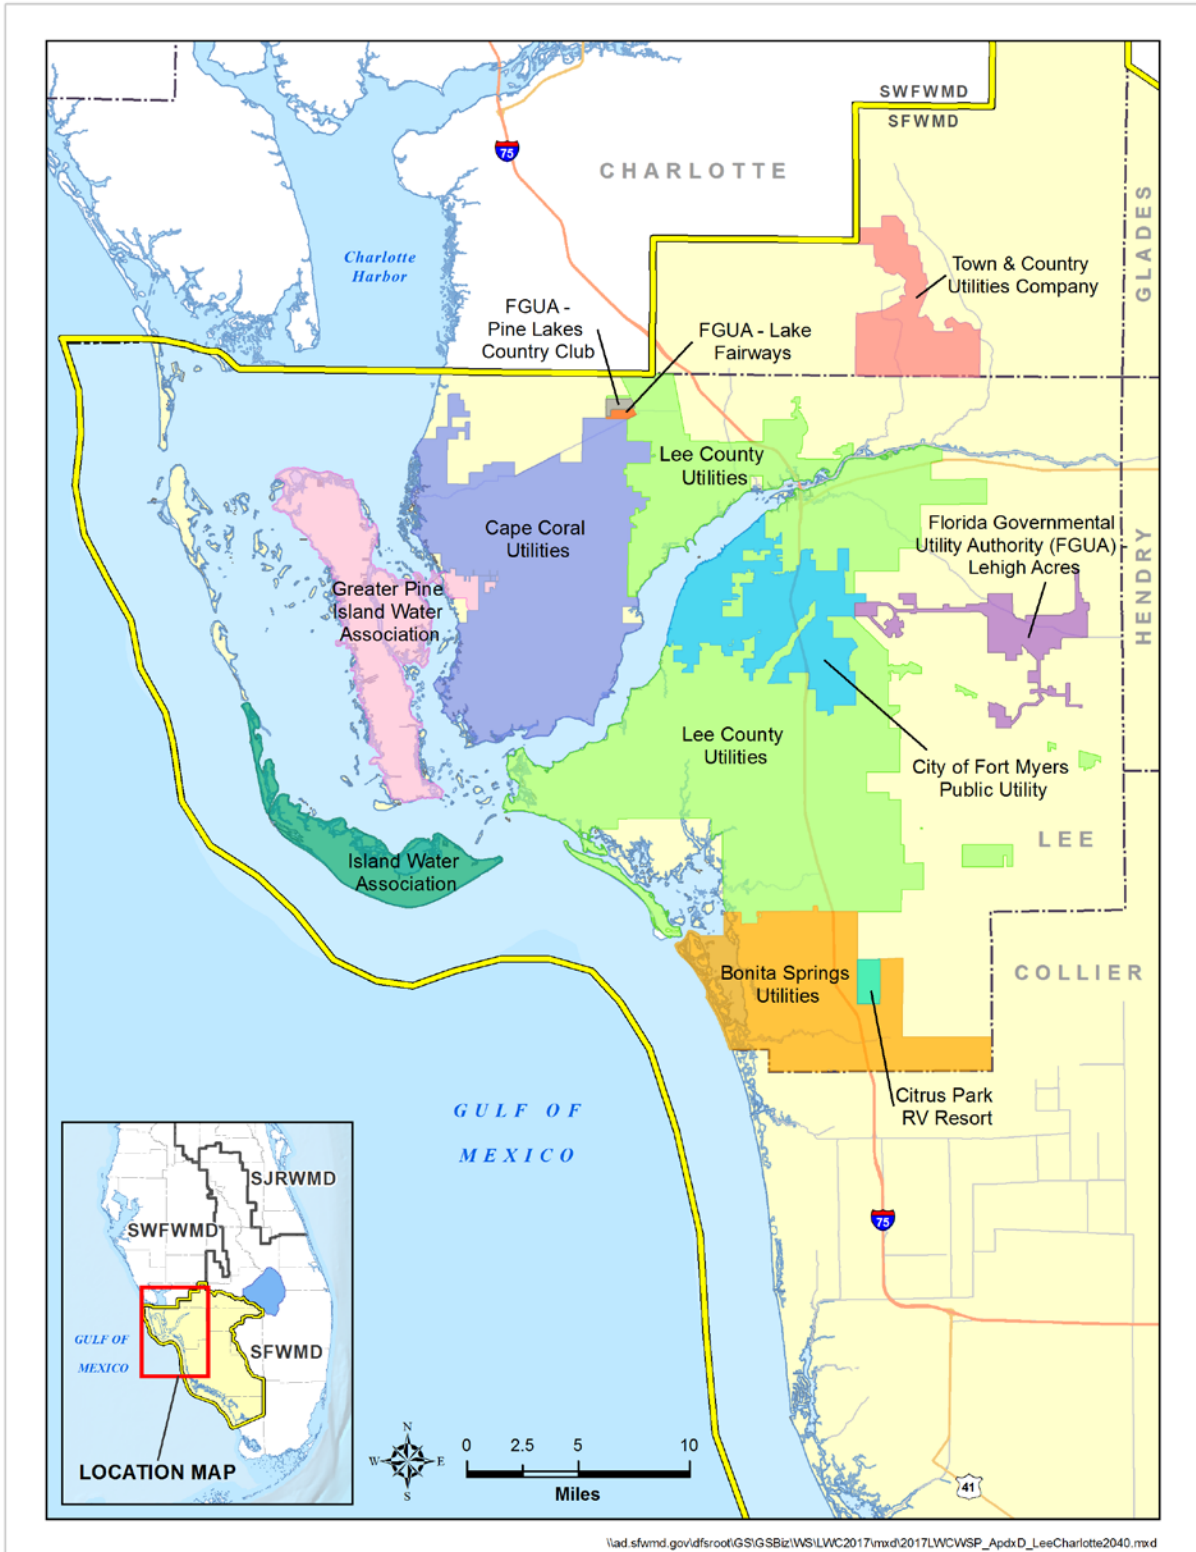 SWFWMD
SFWMD
75
CHARLOTTE
GLADES
Charlotte
Harbor
Town & Country
Utilities Company
FGUA -
Pine Lakes
Country Club
FGUA - Lake
Fairways
Lee County
Utilities
Cape Coral
Utilities
Florida Governmental
Utility Authority (FGUA)
Lehigh Acres
HENDRY
Greater Pine
Island Water
Association
Lee County
Utilities
City of Fort Myers
Public Utility
LEE
Island Water
Association
Bonita Springs
Utilities
COLLIER
Citrus Park
RV Resort
GULF OF
MEXICO
75
SJRWMD
SWFWMD
GULF OF
MEXICO
SFWMD
LOCATION MAP
N
W E
S
0 2.5 5 10
Miles
41
\\ad.sfwmd.gov\dfsroot\GS\GSBiz\WS\LWC2017\mxd\2017LWCWSP_ApdxD_LeeCharlotte2040.mxd